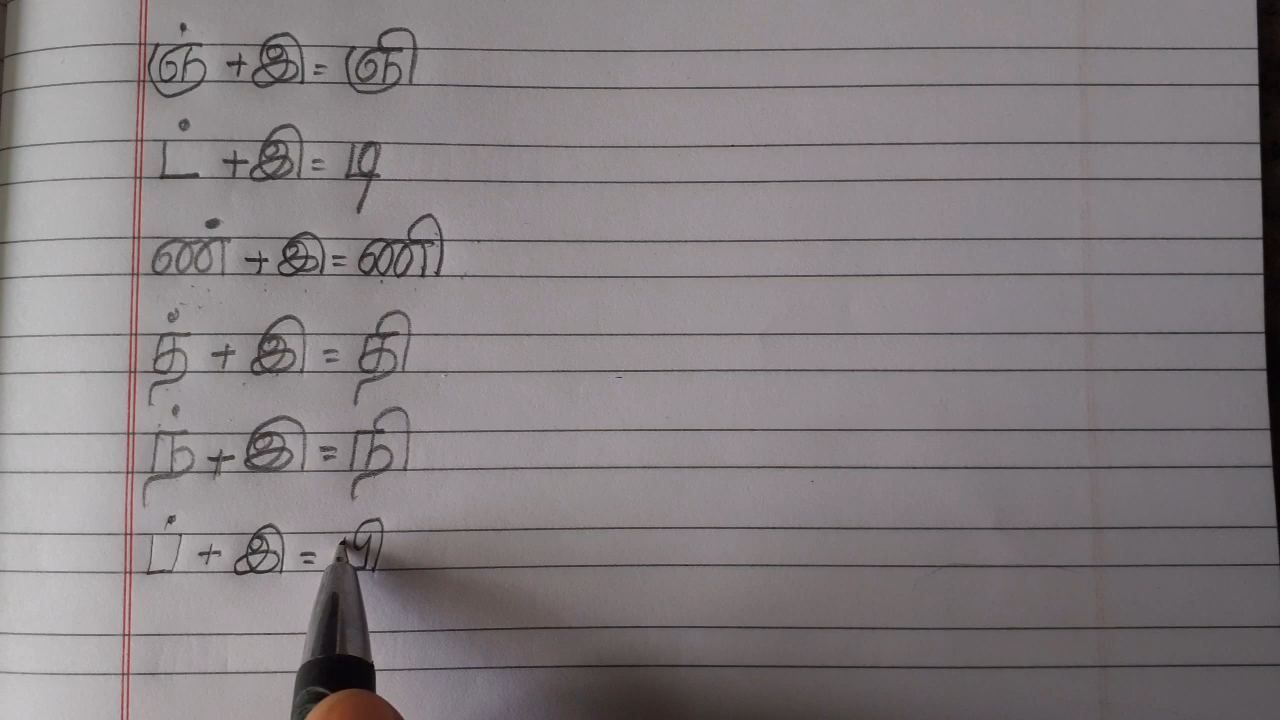 ஞ் + இ = ஞி
ட் + இ = டி
ண் + இ = ணி
த் + இ = தி
ந் + இ = நி
ப் + இ = பி